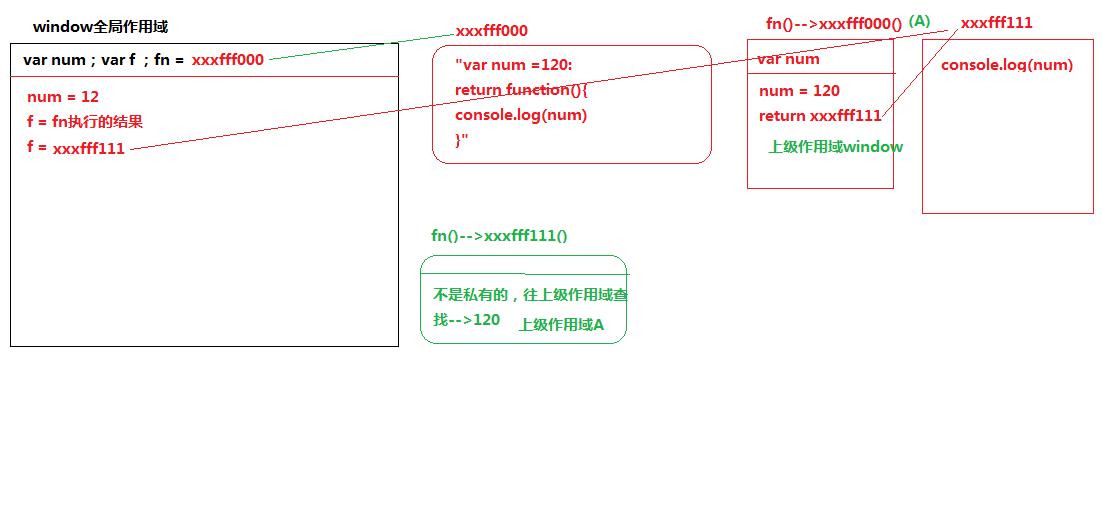 window全局作用域
var num ; var f ; fn = xxxfff000
num = 12
f = fn执行的结果
f = xxxfff111
xxxfff000
"var num =120:
return function(){
console.log(num)
}"
fn()-->xxxfff000() (A)
var num
num = 120
return xxxfff111
上级作用域window
xxxfff111
console.log(num)
fn()-->xxxfff111()
不是私有的，往上级作用域查
找-->120 上级作用域A